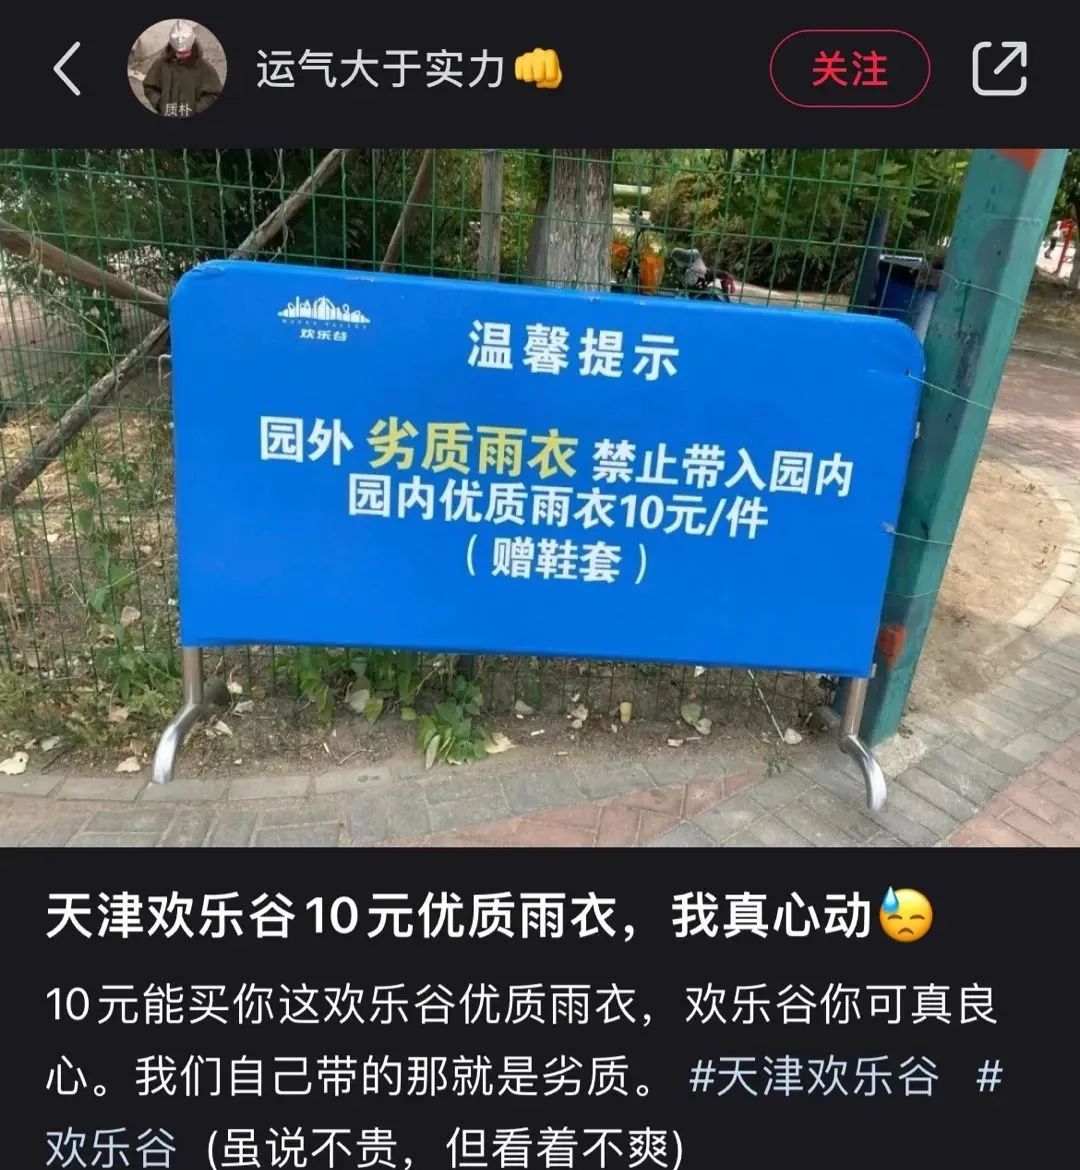 运气大于实力👊
关注
质朴
HAPPY VALLEY
欢乐谷
温馨提示
园外 劣质雨衣 禁止带入园内
园内优质雨衣10元/件
（赠鞋套）
天津欢乐谷10元优质雨衣，我真心动😓
10元能买你这欢乐谷优质雨衣，欢乐谷你可真良
心。我们自己带的那就是劣质。 #天津欢乐谷 #
欢乐谷 (虽说不贵，但看着不爽)